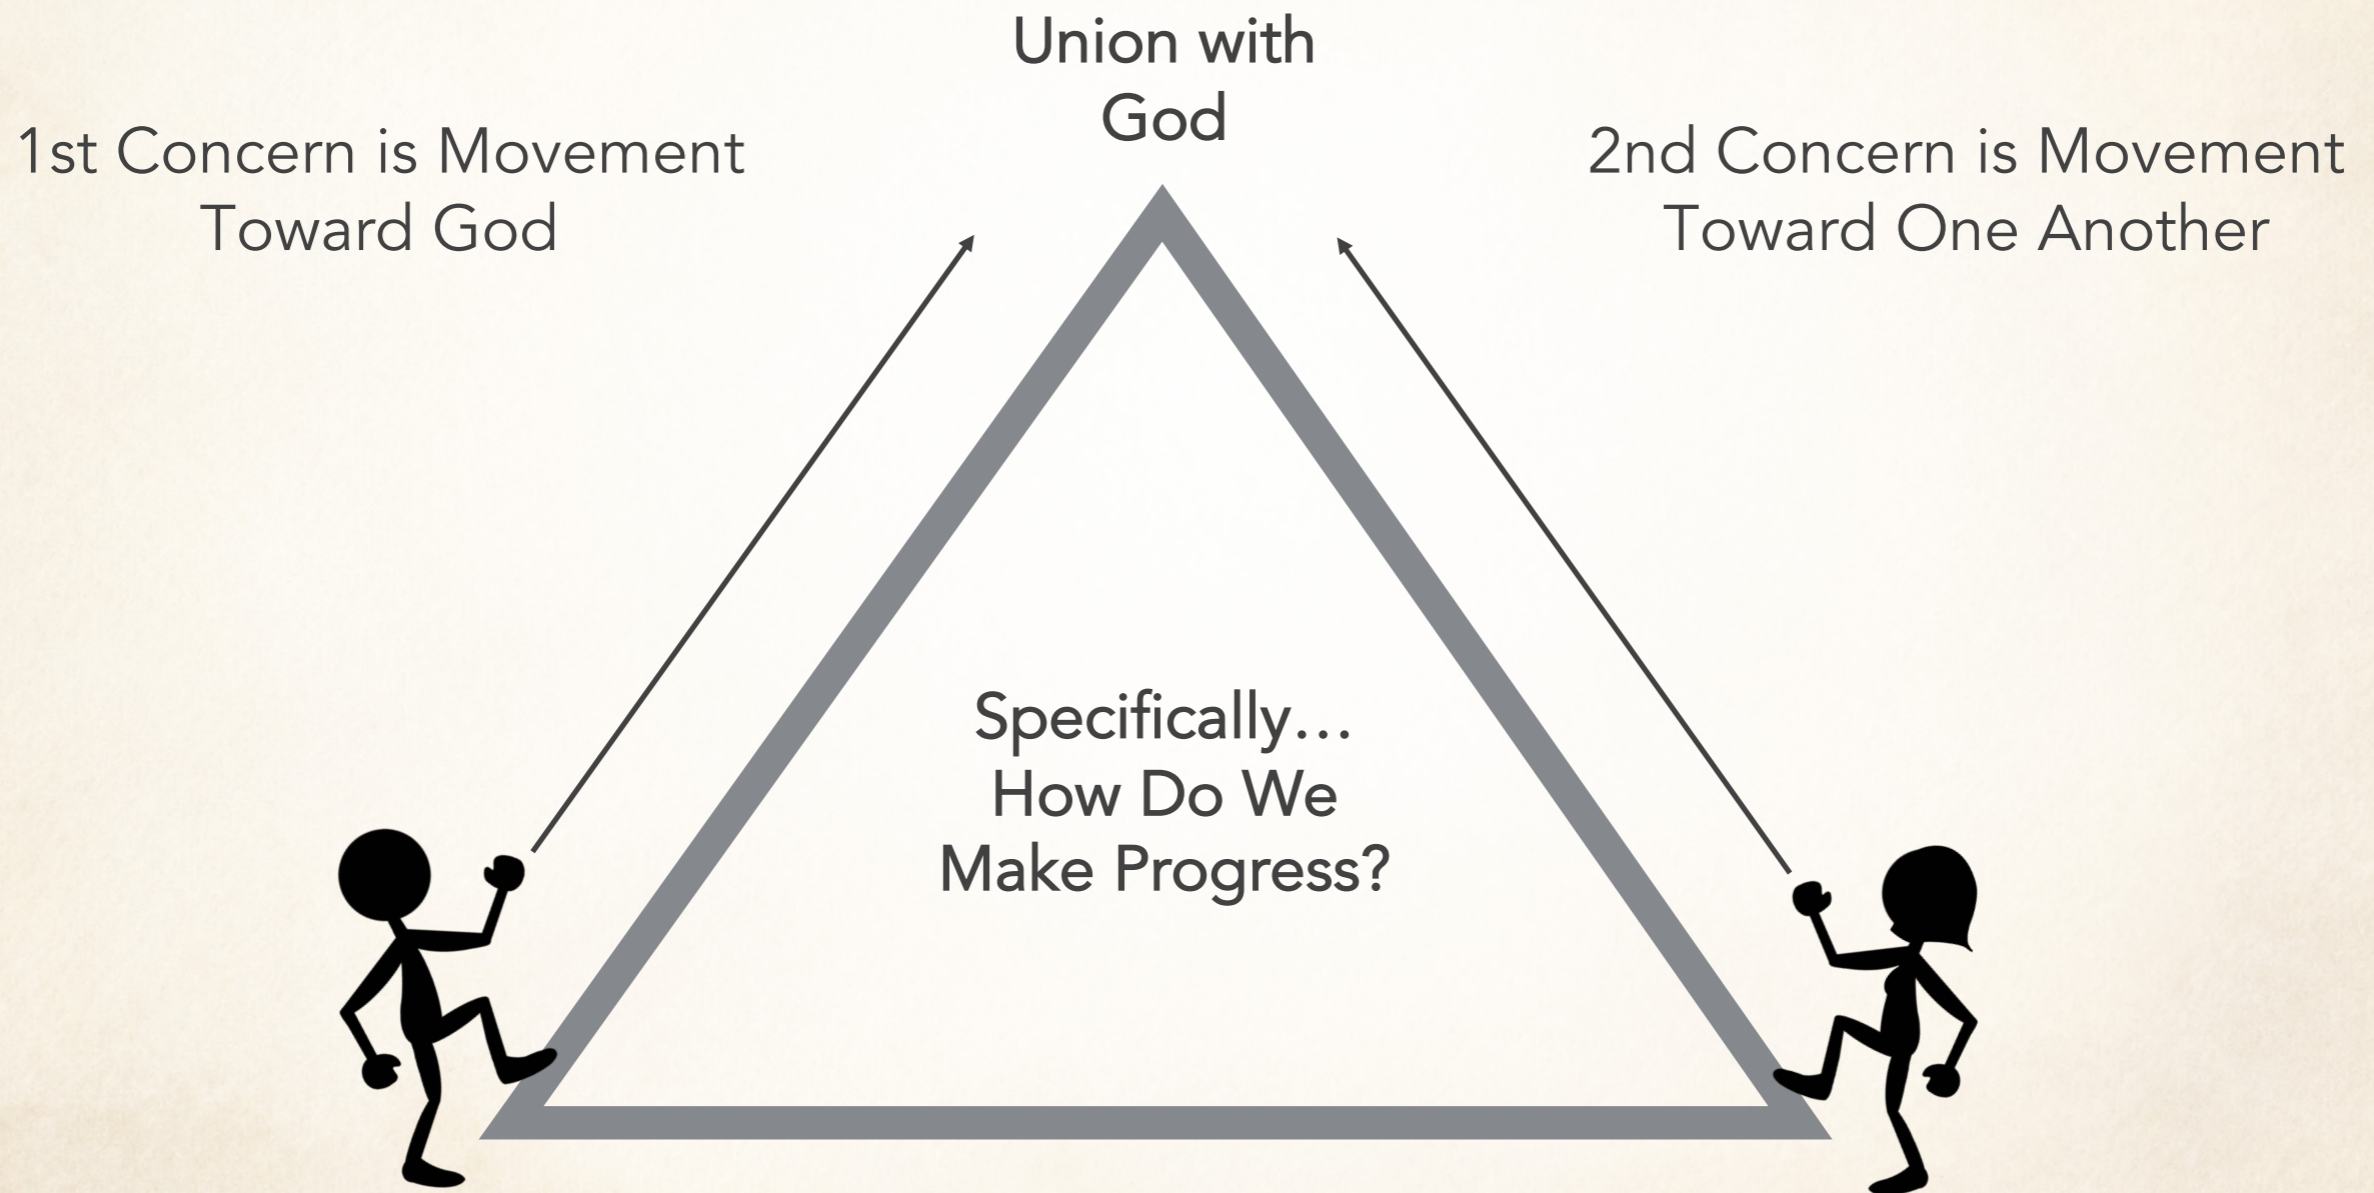 Union with
God
1st Concern is Movement
Toward God
2nd Concern is Movement
Toward One Another
Specifically…
How Do We
Make Progress?